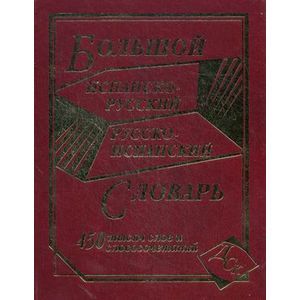 Большой
испанско-
русский
русско-
испанский
Словарь
450 тысяч слов и
словосочетаний